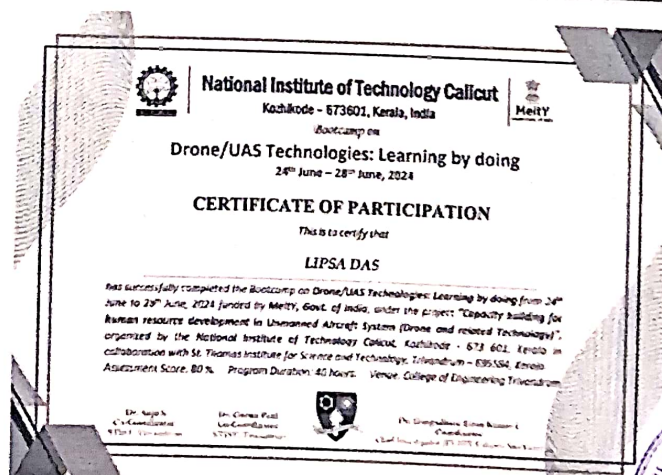 National Institute of Technology Calicut
Kozhikode – 673601, Kerala, India
MeitY
Bootcamp on
Drone/UAS Technologies: Learning by doing
24th June – 28th June, 2024
CERTIFICATE OF PARTICIPATION
This is to certify that
LIPSA DAS
has successfully completed the Bootcamp on Drone/UAS Technologies: Learning by doing from 24th
June to 28th June, 2024 funded by MeitY, Govt. of India, under the project "Capacity building for
human resource development in Unmanned Aircraft System (Drone and related Technology)",
organized by the National Institute of Technology Calicut, Kozhikode - 673 601, Kerala in
collaboration with St. Thomas Institute for Science and Technology, Trivandrum – 695584, Kerala.
Assessment Score: 80 % Program Duration: 40 hours. Venue: College of Engineering Trivandrum
Co-Coordinator
Co-Coordinator
Coordinator